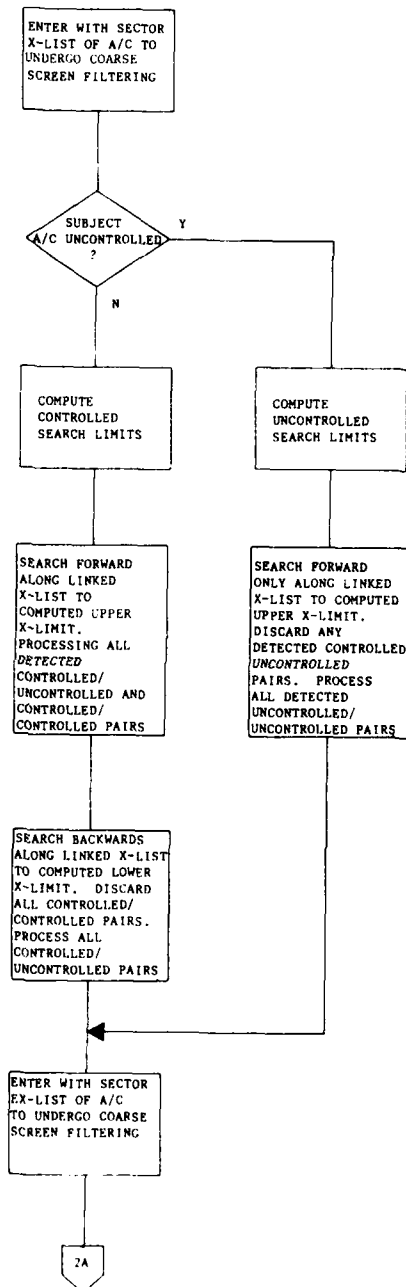 ENTER WITH SECTOR
X-LIST OF A/C TO
UNDERGO COARSE
SCREEN FILTERING
SUBJECT
A/C UNCONTROLLED
?
Y
N
COMPUTE
CONTROLLED
SEARCH LIMITS
COMPUTE
UNCONTROLLED
SEARCH LIMITS
SEARCH FORWARD
ALONG LINKED
X-LIST TO
COMPUTED UPPER
X-LIMIT.
PROCESSING ALL
DETECTED
CONTROLLED/
UNCONTROLLED AND
CONTROLLED/
CONTROLLED PAIRS
SEARCH FORWARD
ONLY ALONG LINKED
X-LIST TO COMPUTED
UPPER X-LIMIT.
DISCARD ANY
DETECTED CONTROLLED
UNCONTROLLED
PAIRS. PROCESS
ALL DETECTED
UNCONTROLLED/
UNCONTROLLED PAIRS
SEARCH BACKWARDS
ALONG LINKED X-LIST
TO COMPUTED LOWER
X-LIMIT. DISCARD
ALL CONTROLLED/
CONTROLLED PAIRS.
PROCESS ALL
CONTROLLED/
UNCONTROLLED PAIRS
ENTER WITH SECTOR
EX-LIST OF A/C
TO UNDERGO COARSE
SCREEN FILTERING
2A